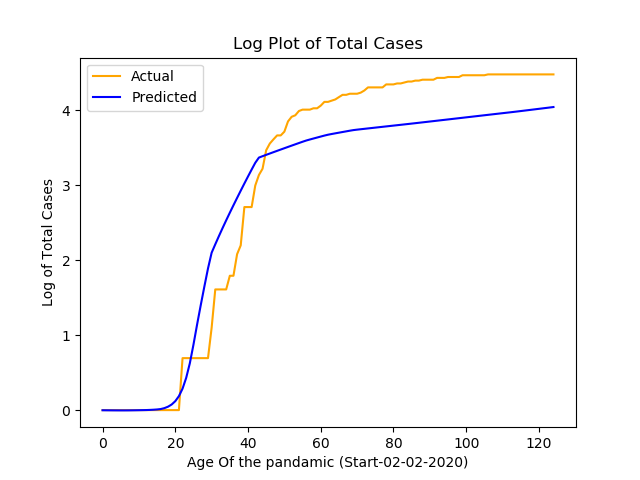 Log Plot of Total Cases
Actual
Predicted
Log of Total Cases
4
3
2
1
0
0 20 40 60 80 100 120
Age Of the pandamic (Start-02-02-2020)